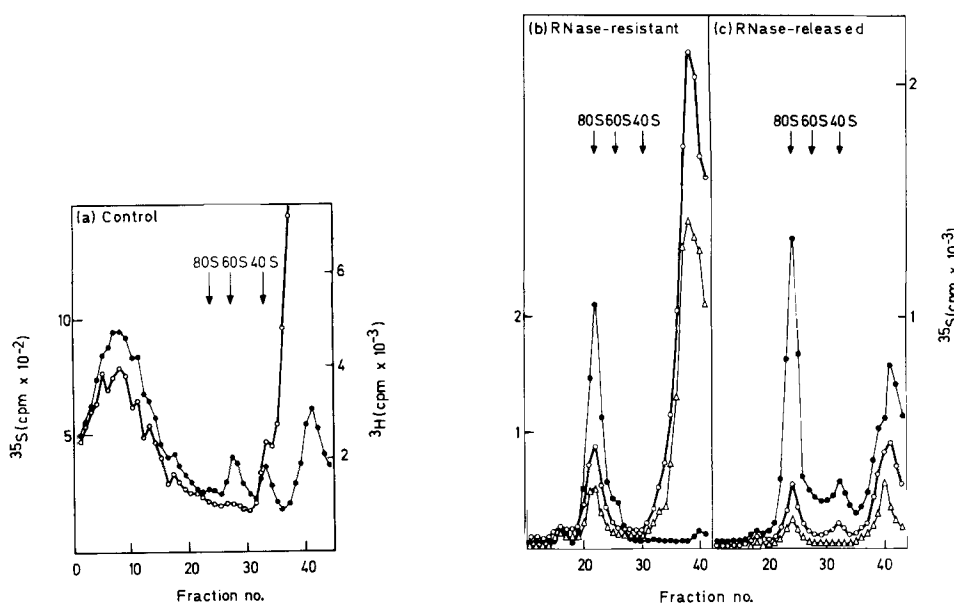 (b) RNase-resistant
(c) RNase-released
2
80S 60S 40S
80S 60S 40S
(a) Control
80S 60S 40S
6
10
2
1
4
5
1
2
35S (cpm x 10-2)
3H (cpm x 10-3)
35S (cpm x 10-3)
0 10 20 30 40
20 30 40
20 30 40
Fraction no.
Fraction no.